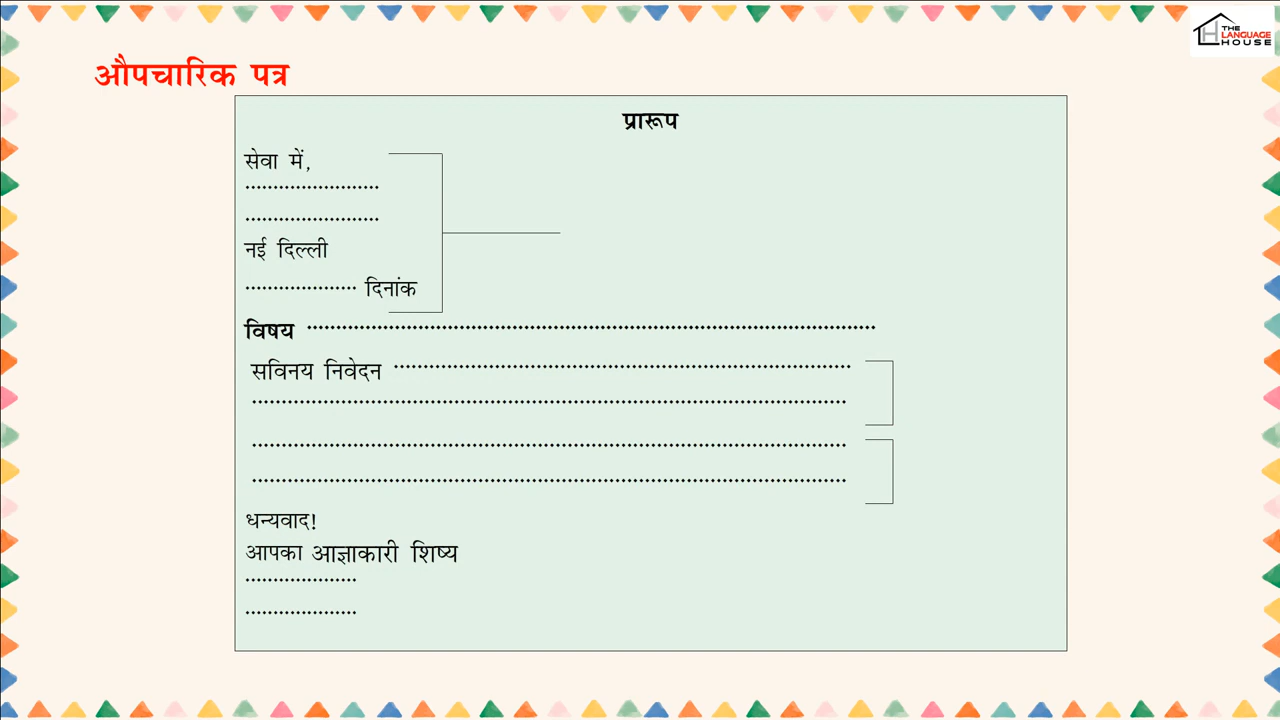 THE
LANGUAGE
HOUSE
औपचारिक पत्र
प्रारूप
सेवा में,
........................
........................
नई दिल्ली
.................... दिनांक
विषय ....................................................................................................
सविनय निवेदन ................................................................................
.........................................................................................................
.........................................................................................................
.........................................................................................................
धन्यवाद!
आपका आज्ञाकारी शिष्य
....................
....................